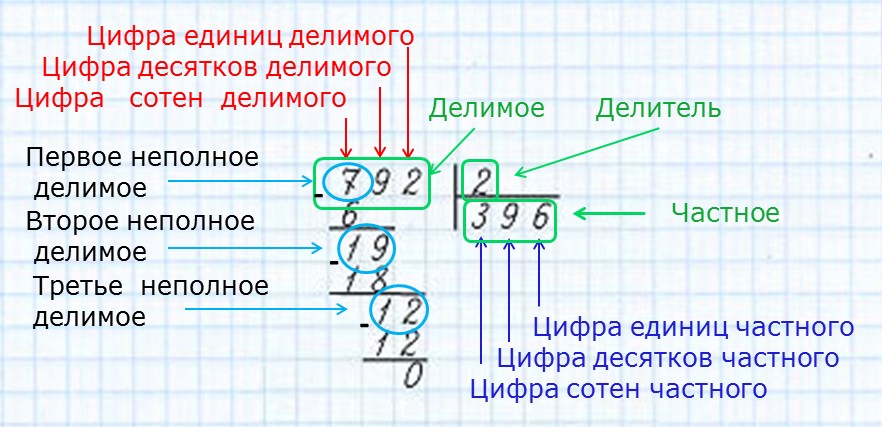 Цифра единиц делимого
Цифра десятков делимого
Цифра сотен делимого
Делимое
Делитель
Первое неполное
делимое
- 792
2
6
396
Частное
Второе неполное
делимое
- 19
18
Третье неполное
делимое
- 12
12
0
Цифра единиц частного
Цифра десятков частного
Цифра сотен частного